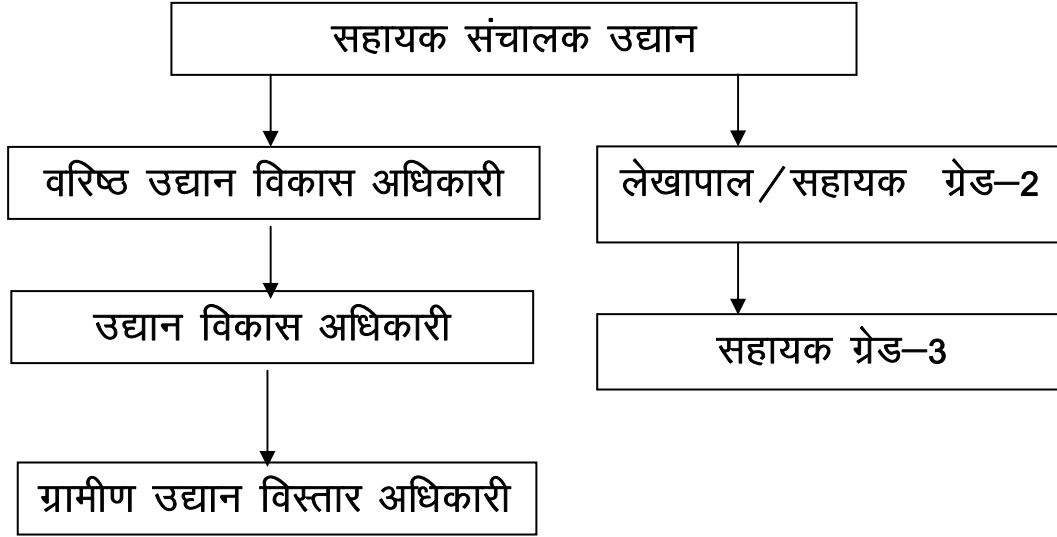 सहायक संचालक उद्यान
वरिष्ठ उद्यान विकास अधिकारी
लेखापाल/सहायक ग्रेड–2
उद्यान विकास अधिकारी
सहायक ग्रेड–3
ग्रामीण उद्यान विस्तार अधिकारी